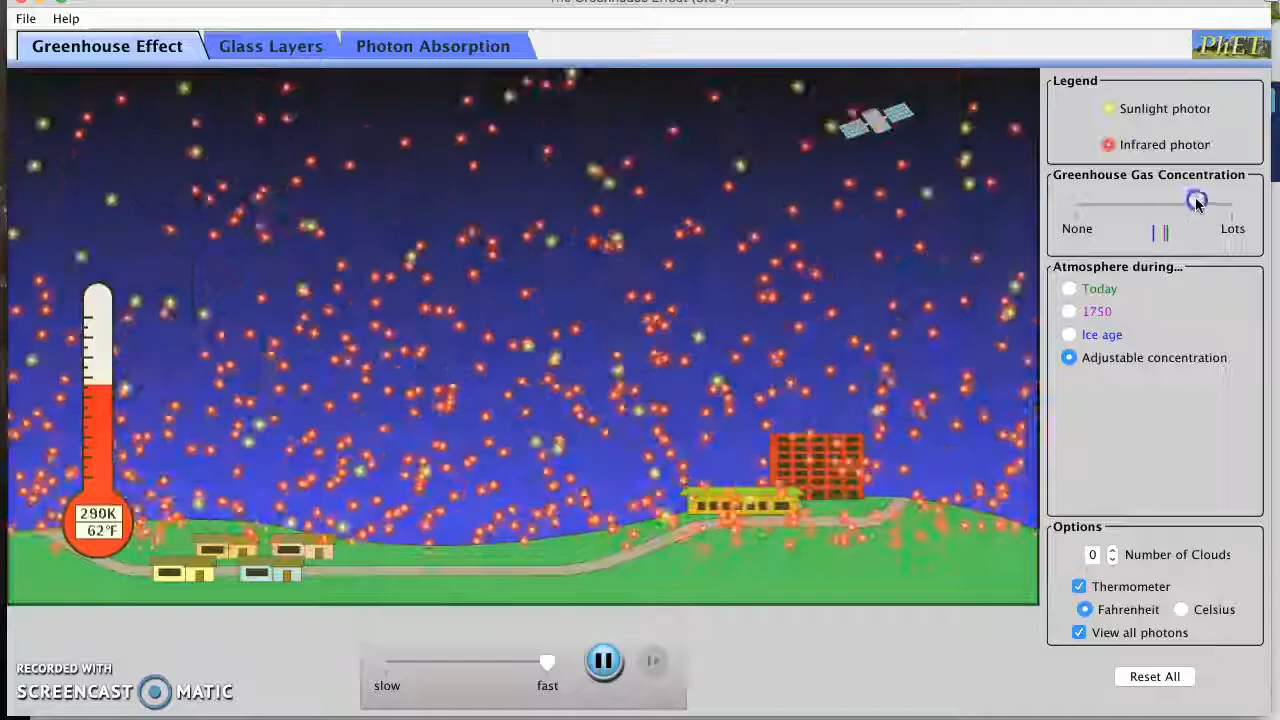 File Help
Greenhouse Effect Glass Layers Photon Absorption
PhET
Legend
Sunlight photon
Infrared photon
Greenhouse Gas Concentration
None Lots
Atmosphere during...
Today
1750
Ice age
Adjustable concentration
290K
62°F
Options
0 Number of Clouds
Thermometer
Fahrenheit Celsius
View all photons
Reset All
slow fast
RECORDED WITH
SCREENCAST MATIC